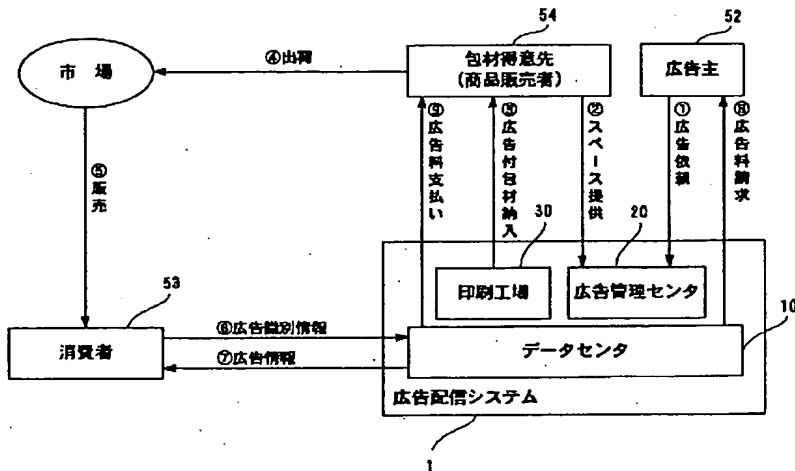 54
52
市 場
④出荷
包材得意先
(商品販売者)
広告主
⑤販売
⑨広告料支払い
③広告付包材納入
②スペース提供
①広告依頼
⑧広告料請求
30
20
印刷工場
広告管理センタ
10
53
消費者
⑥広告識別情報
⑦広告情報
データセンタ
広告配信システム
1